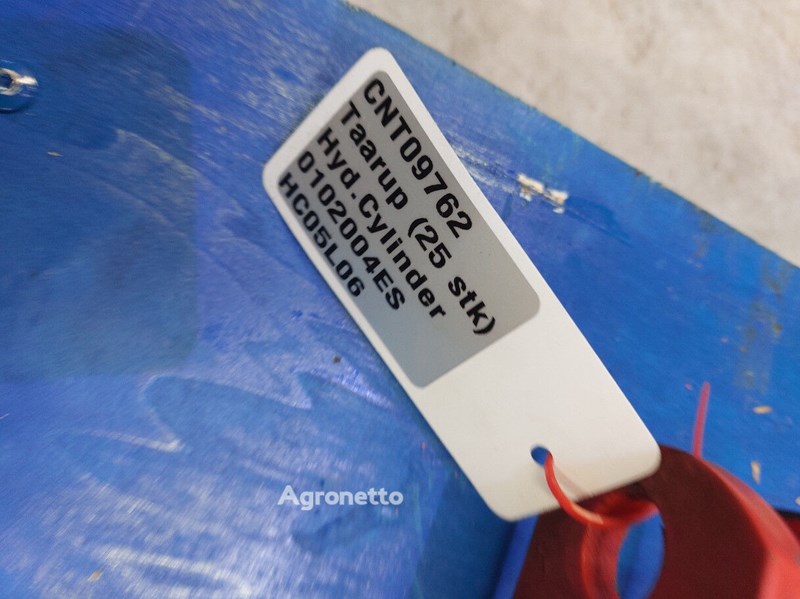 CNT09762
Taarup (25 stk)
Hyd.Cylinder
0102004ES
HC05L06
Agronetto